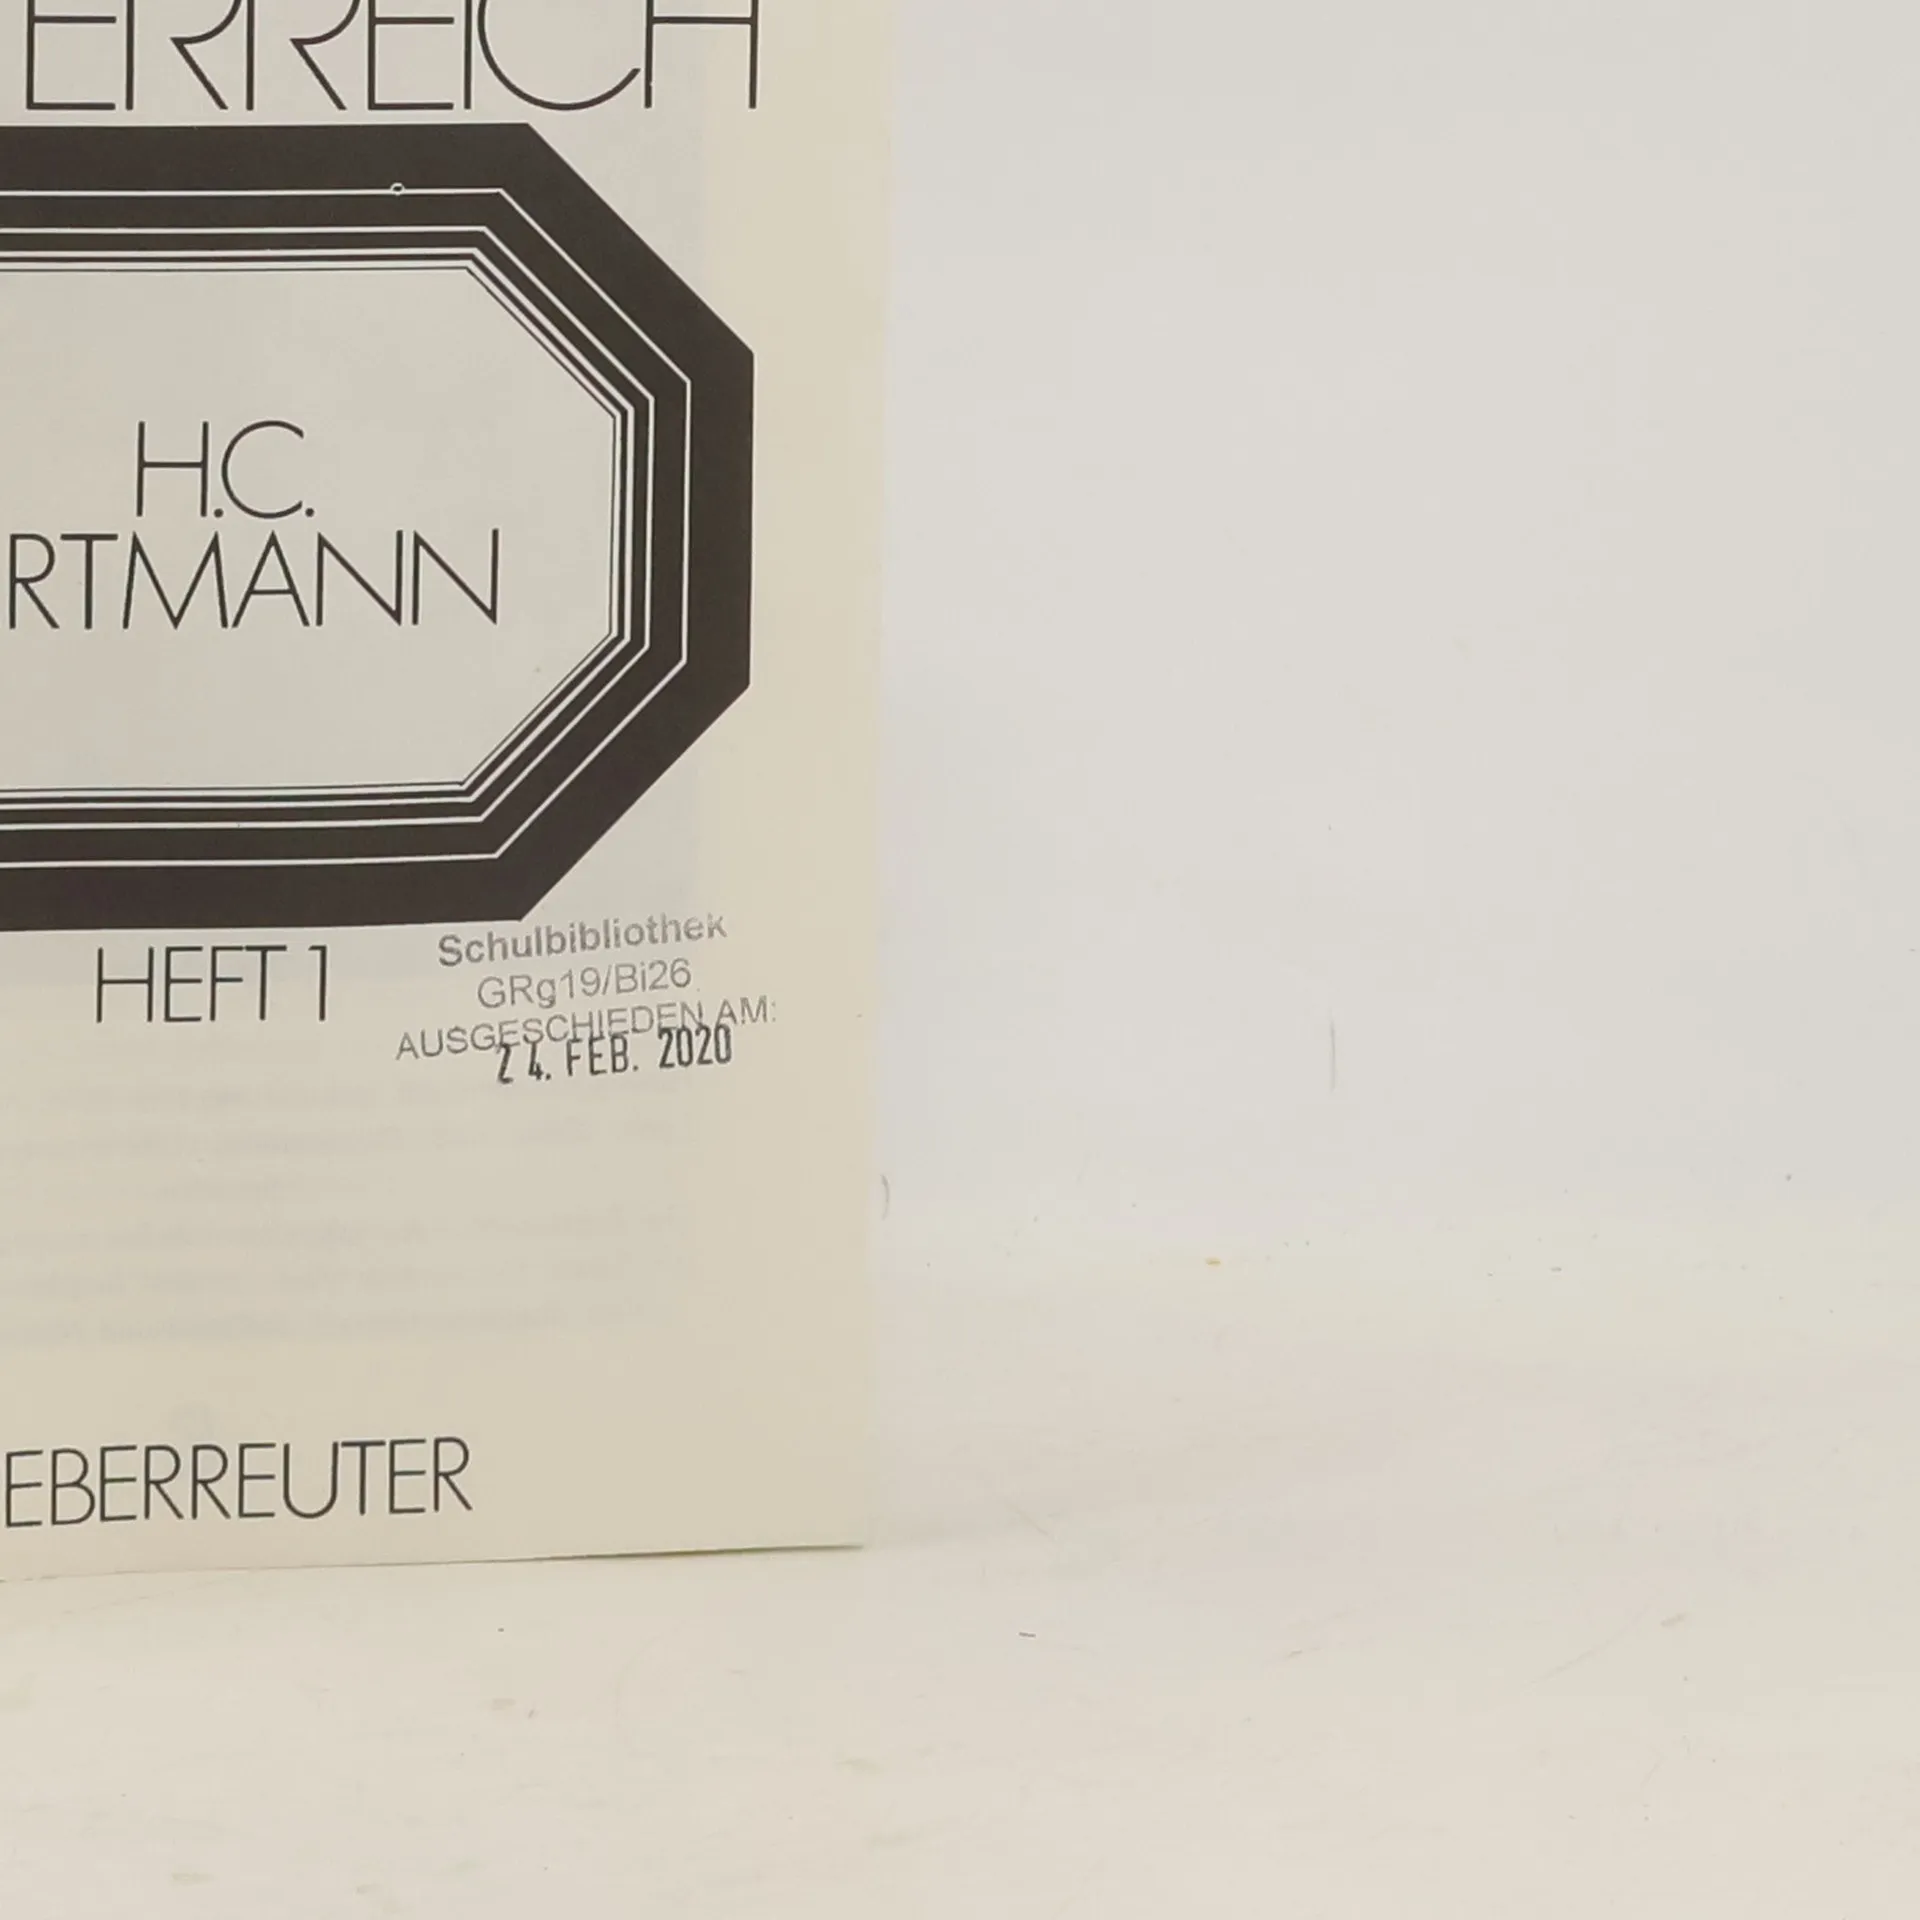 ERREICH
H.C.
RTMANN
HEFT 1
Schulbibliothek
GRg19/Bi26
AUSGESCHIEDEN AM:
24. FEB. 2020
EBERREUTER